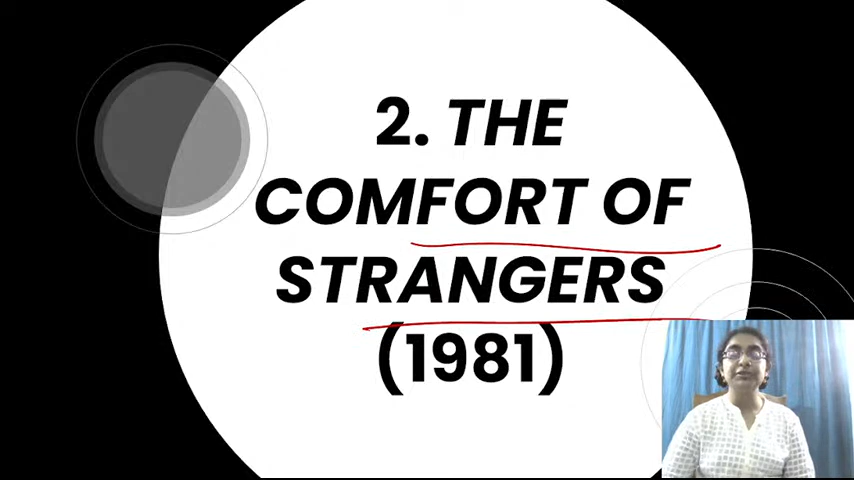 2. THE
COMFORT OF
STRANGERS
(1981)